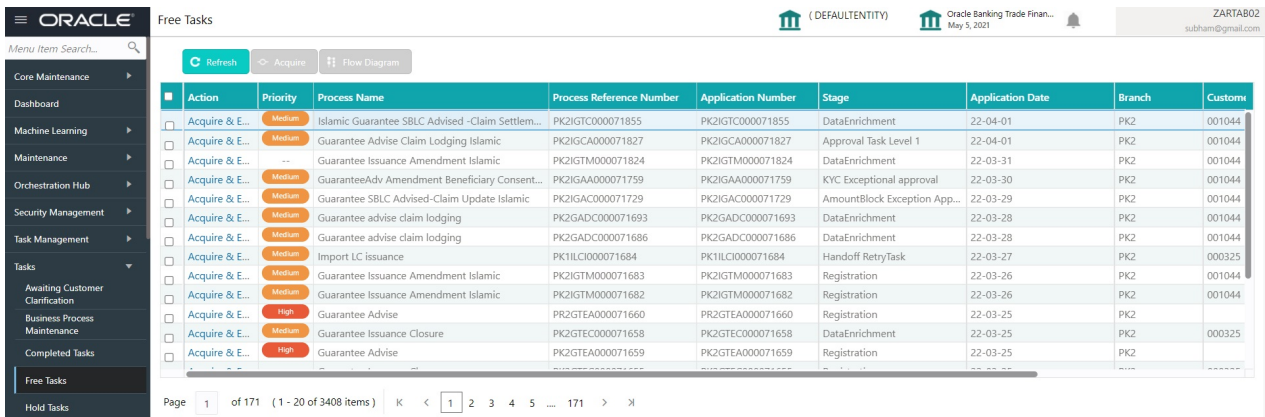 ORACLE
Free Tasks
( DEFAULTENTITY)
Oracle Banking Trade Finan...
May 5, 2021
ZARTAB02
subham@gmail.com
Menu Item Search...
Core Maintenance
Dashboard
Machine Learning
Maintenance
Orchestration Hub
Security Management
Task Management
Tasks
Awaiting Customer
Clarification
Business Process
Maintenance
Completed Tasks
Free Tasks
Hold Tasks
Refresh Acquire Flow Diagram
Action Priority Process Name Process Reference Number Application Number Stage Application Date Branch Custome
Acquire & E... Medium Islamic Guarantee SBLC Advised -Claim Settlem... PK2IGTC000071855 PK2IGTC000071855 DataEnrichment 22-04-01 PK2 001044
Acquire & E... Medium Guarantee Advise Claim Lodging Islamic PK2IGCA000071827 PK2IGCA000071827 Approval Task Level 1 22-04-01 PK2 001044
Acquire & E... -- Guarantee Issuance Amendment Islamic PK2IGTM000071824 PK2IGTM000071824 DataEnrichment 22-03-31 PK2 001044
Acquire & E... Medium GuaranteeAdv Amendment Beneficiary Consent... PK2IGAA000071759 PK2IGAA000071759 KYC Exceptional approval 22-03-30 PK2 001044
Acquire & E... Medium Guarantee SBLC Advised-Claim Update Islamic PK2IGAC000071729 PK2IGAC000071729 AmountBlock Exception App... 22-03-29 PK2 001044
Acquire & E... Medium Guarantee advise claim lodging PK2GADC000071693 PK2GADC000071693 DataEnrichment 22-03-28 PK2 001044
Acquire & E... Medium Guarantee advise claim lodging PK2GADC000071686 PK2GADC000071686 DataEnrichment 22-03-28 PK2 001044
Acquire & E... Medium Import LC issuance PK1ILCI000071684 PK1ILCI000071684 Handoff RetryTask 22-03-27 PK2 000325
Acquire & E... Medium Guarantee Issuance Amendment Islamic PK2IGTM000071683 PK2IGTM000071683 Registration 22-03-26 PK2 001044
Acquire & E... Medium Guarantee Issuance Amendment Islamic PK2IGTM000071682 PK2IGTM000071682 Registration 22-03-26 PK2 001044
Acquire & E... High Guarantee Advise PR2GTEA000071660 PR2GTEA000071660 Registration 22-03-25 PK2
Acquire & E... Medium Guarantee Issuance Closure PK2GTEC000071658 PK2GTEC000071658 DataEnrichment 22-03-25 PK2 000325
Acquire & E... High Guarantee Advise PK2GTEA000071659 PK2GTEA000071659 Registration 22-03-25 PK2
Page 1 of 171 (1 - 20 of 3408 items) 1 2 3 4 5 .... 171